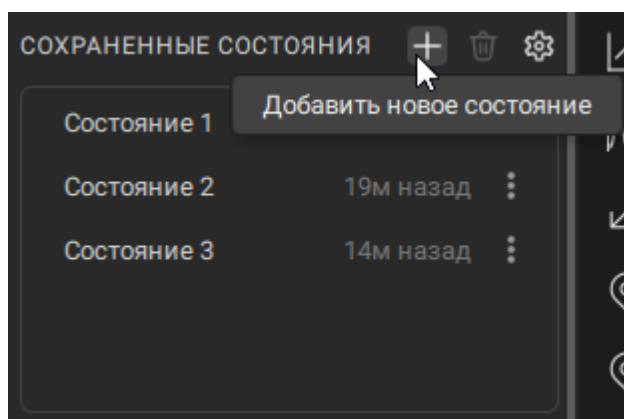 СОХРАНЕННЫЕ СОСТОЯНИЯ
Добавить новое состояние
Состояние 1
Состояние 2 19м назад
Состояние 3 14м назад